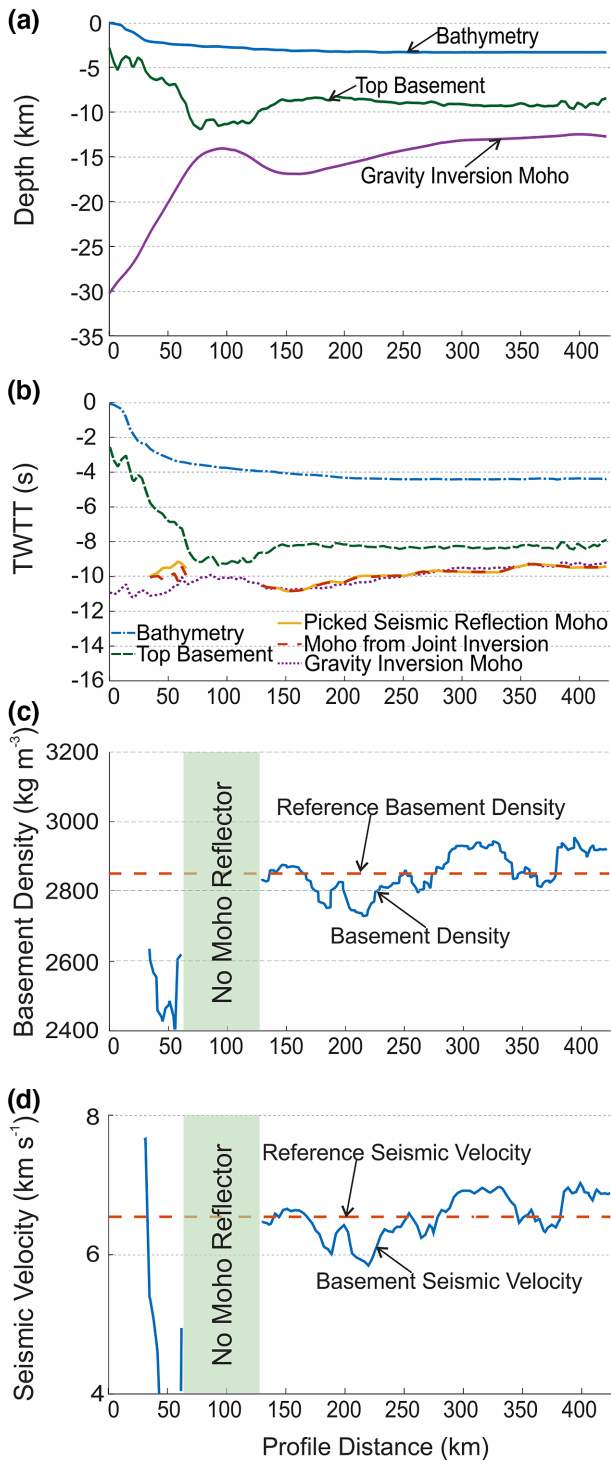 (a)
0
-5
-10
-15
-20
-25
-30
-35
Depth (km)
Bathymetry
Top Basement
Gravity Inversion Moho
0 50 100 150 200 250 300 350 400
(b)
0
-2
-4
-6
-8
-10
-12
-14
-16
TWTT (s)
Bathymetry
Top Basement
Picked Seismic Reflection Moho
Moho from Joint Inversion
Gravity Inversion Moho
0 50 100 150 200 250 300 350 400
(c)
3200
3000
2800
2600
2400
Basement Density (kg m⁻³)
No Moho Reflector
Reference Basement Density
Basement Density
0 50 100 150 200 250 300 350 400
(d)
8
6
4
Seismic Velocity (km s⁻¹)
No Moho Reflector
Reference Seismic Velocity
Basement Seismic Velocity
0 50 100 150 200 250 300 350 400
Profile Distance (km)